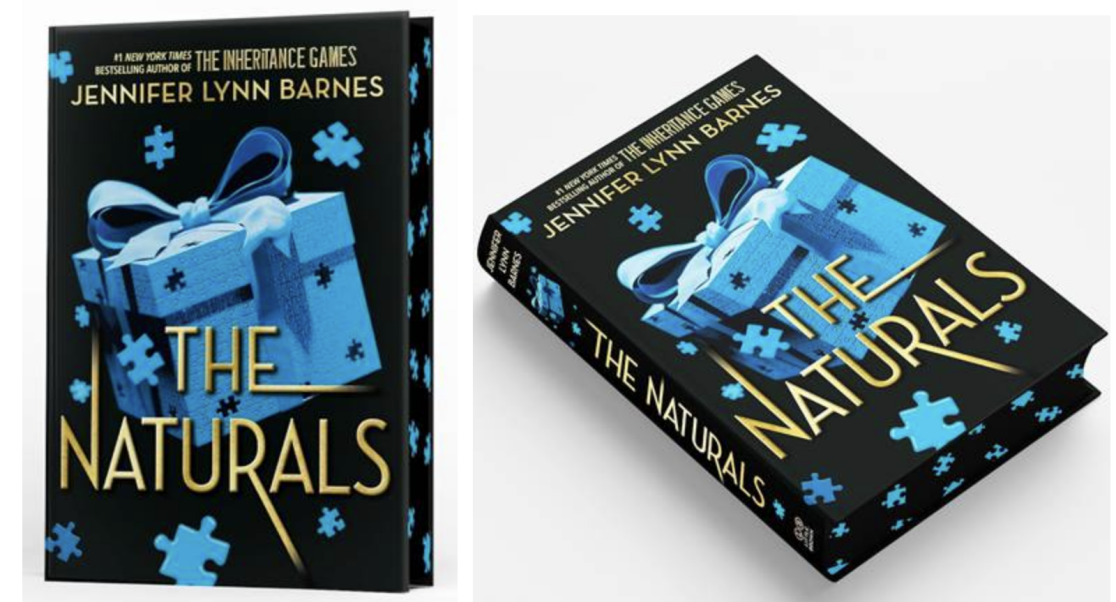 #1 NEW YORK TIMES
BESTSELLING AUTHOR OF THE INHERITANCE GAMES
JENNIFER LYNN BARNES
THE
NATURALS
#1 NEW YORK TIMES
BESTSELLING AUTHOR OF THE INHERITANCE GAMES
JENNIFER LYNN BARNES
THE
NATURALS
JENNIFER
LYNN
BARNES
THE NATURALS